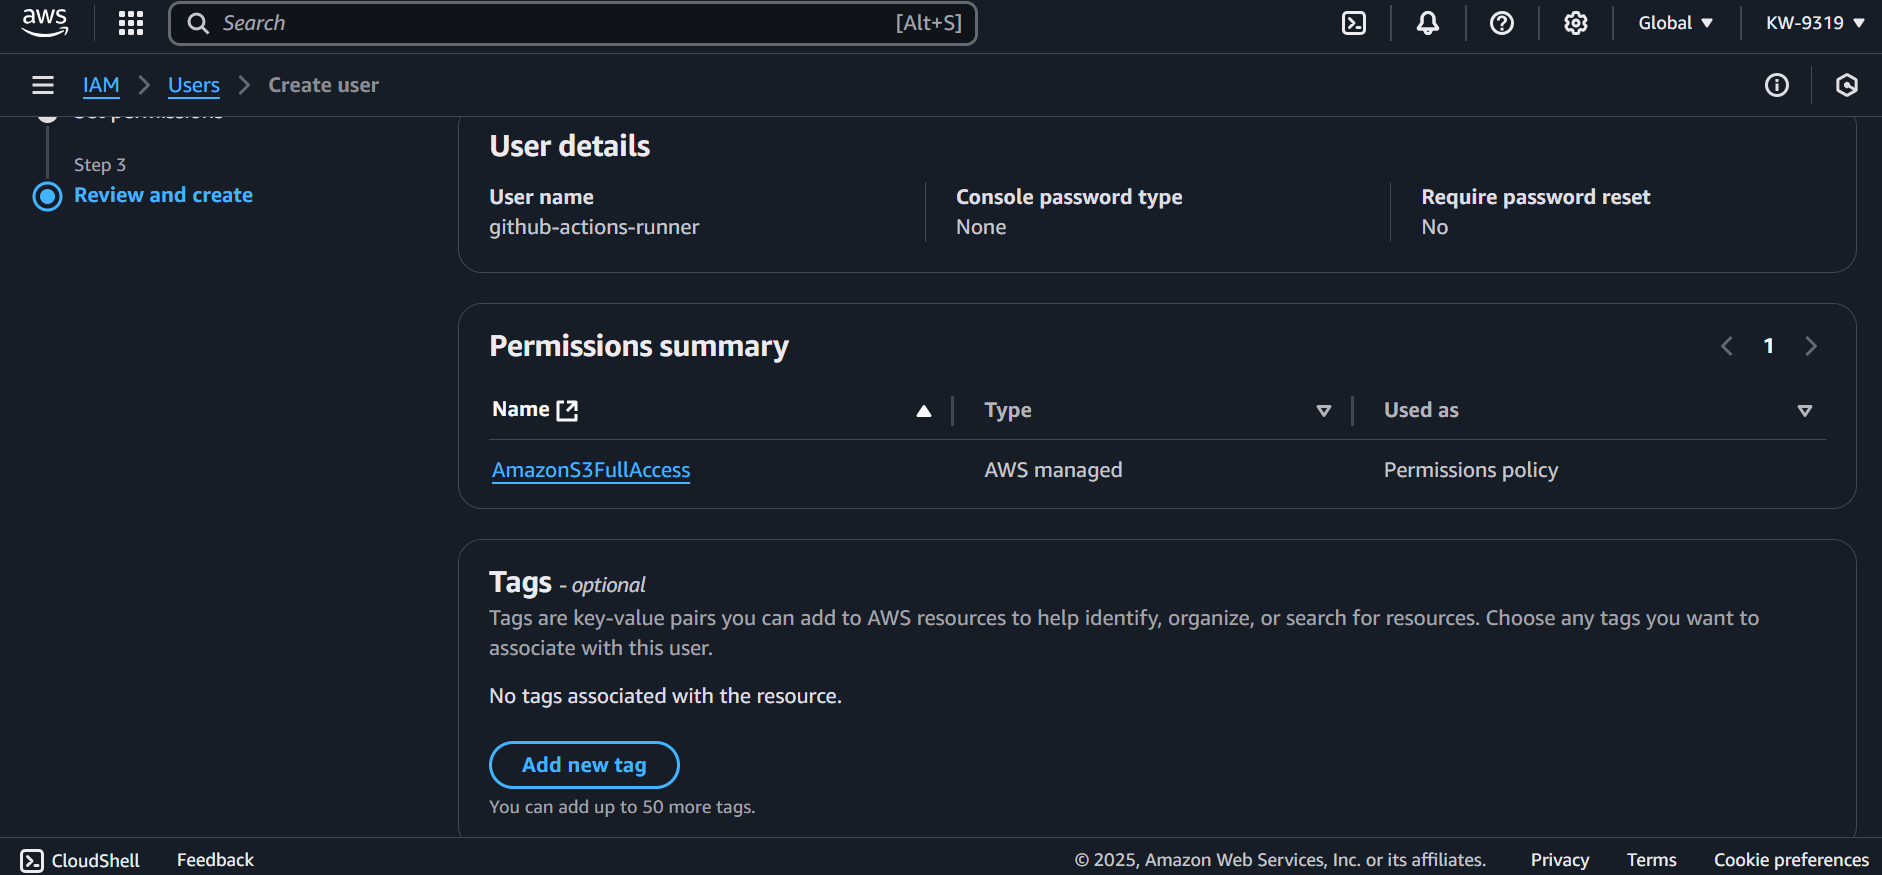 aws
Search [Alt+S]
Global
KW-9319
IAM
Users
Create user
Set permissions
Step 3
Review and create
User details
User name
github-actions-runner
Console password type
None
Require password reset
No
Permissions summary
1
Name
Type
Used as
AmazonS3FullAccess
AWS managed
Permissions policy
Tags - optional
Tags are key-value pairs you can add to AWS resources to help identify, organize, or search for resources. Choose any tags you want to
associate with this user.
No tags associated with the resource.
Add new tag
You can add up to 50 more tags.
CloudShell
Feedback
© 2025, Amazon Web Services, Inc. or its affiliates.
Privacy
Terms
Cookie preferences